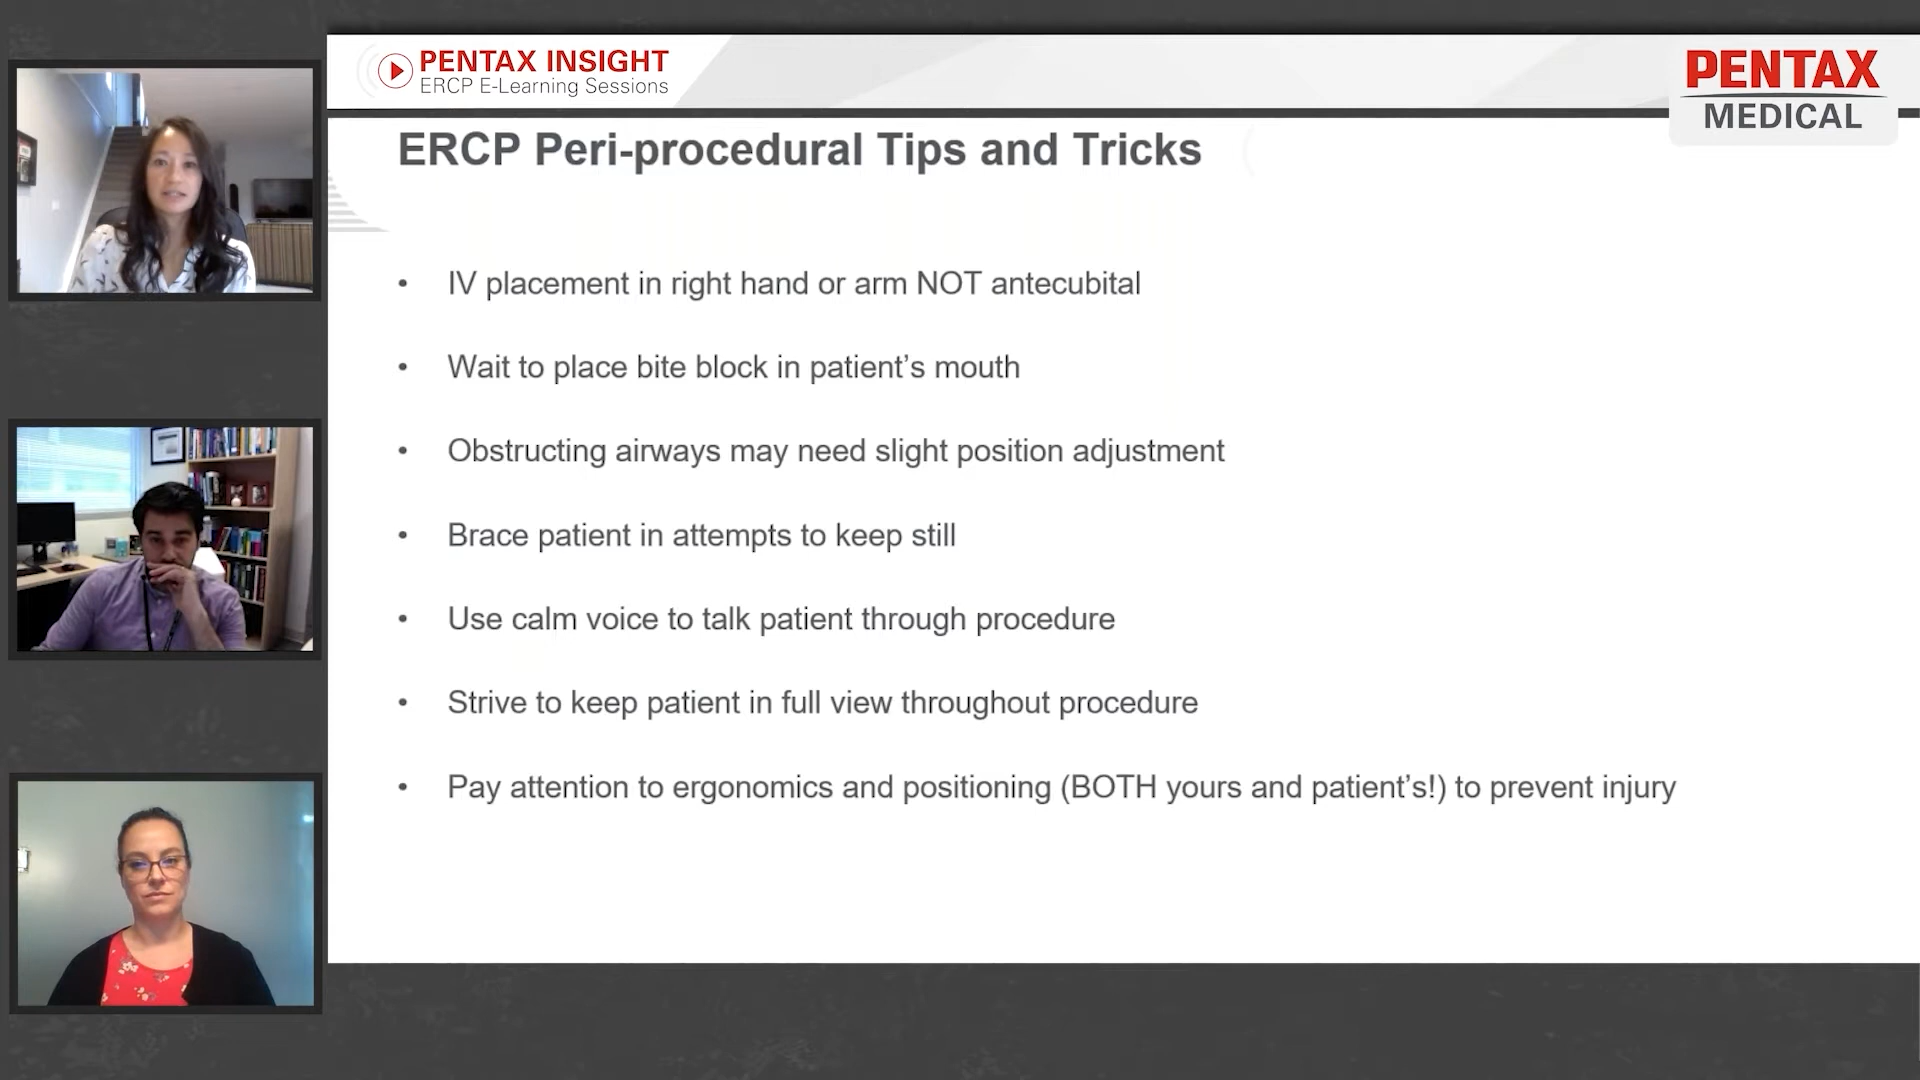 PENTAX INSIGHT
ERCP E-Learning Sessions
PENTAX
MEDICAL
ERCP Peri-procedural Tips and Tricks
• IV placement in right hand or arm NOT antecubital
• Wait to place bite block in patient’s mouth
• Obstructing airways may need slight position adjustment
• Brace patient in attempts to keep still
• Use calm voice to talk patient through procedure
• Strive to keep patient in full view throughout procedure
• Pay attention to ergonomics and positioning (BOTH yours and patient’s!) to prevent injury